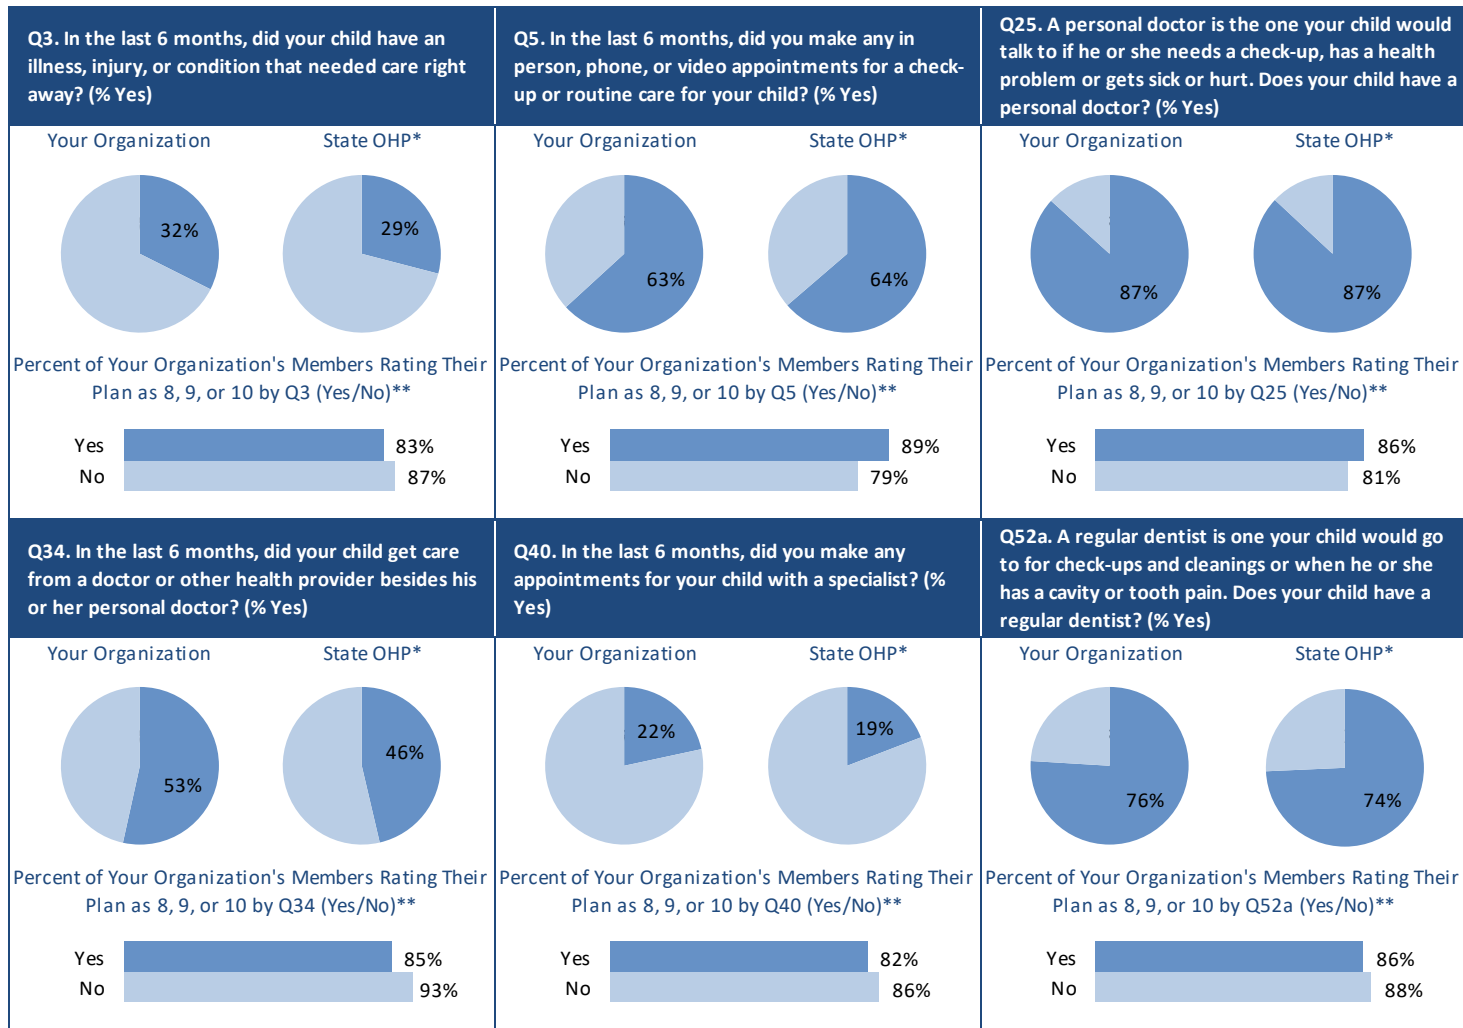 Q3. In the last 6 months, did your child have an
illness, injury, or condition that needed care right
away? (% Yes)
Your Organization
State OHP*
32%
29%
Percent of Your Organization's Members Rating Their
Plan as 8, 9, or 10 by Q3 (Yes/No)**
Yes
83%
No
87%
Q5. In the last 6 months, did you make any in
person, phone, or video appointments for a check-
up or routine care for your child? (% Yes)
Your Organization
State OHP*
63%
64%
Percent of Your Organization's Members Rating Their
Plan as 8, 9, or 10 by Q5 (Yes/No)**
Yes
89%
No
79%
Q25. A personal doctor is the one your child would
talk to if he or she needs a check-up, has a health
problem or gets sick or hurt. Does your child have a
personal doctor? (% Yes)
Your Organization
State OHP*
87%
87%
Percent of Your Organization's Members Rating Their
Plan as 8, 9, or 10 by Q25 (Yes/No)**
Yes
86%
No
81%
Q34. In the last 6 months, did your child get care
from a doctor or other health provider besides his
or her personal doctor? (% Yes)
Your Organization
State OHP*
53%
46%
Percent of Your Organization's Members Rating Their
Plan as 8, 9, or 10 by Q34 (Yes/No)**
Yes
85%
No
93%
Q40. In the last 6 months, did you make any
appointments for your child with a specialist? (%
Yes)
Your Organization
State OHP*
22%
19%
Percent of Your Organization's Members Rating Their
Plan as 8, 9, or 10 by Q40 (Yes/No)**
Yes
82%
No
86%
Q52a. A regular dentist is one your child would go
to for check-ups and cleanings or when he or she
has a cavity or tooth pain. Does your child have a
regular dentist? (% Yes)
Your Organization
State OHP*
76%
74%
Percent of Your Organization's Members Rating Their
Plan as 8, 9, or 10 by Q52a (Yes/No)**
Yes
86%
No
88%